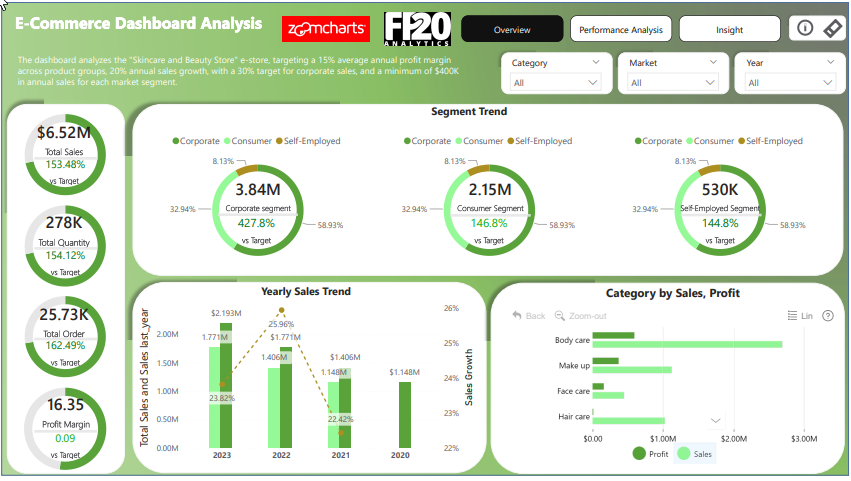 E-Commerce Dashboard Analysis
zoomcharts
FP20
ANALYTICS
Overview
Performance Analysis
Insight
The dashboard analyzes the "Skincare and Beauty Store" e-store, targeting a 15% average annual profit margin
across product groups, 20% annual sales growth, with a 30% target for corporate sales, and a minimum of $400K
in annual sales for each market segment.
Category
All
Market
All
Year
All
$6.52M
Total Sales
153.48%
vs Target
278K
Total Quantity
154.12%
vs Target
25.73K
Total Order
162.49%
vs Target
16.35
Profit Margin
0.09
vs Target
Segment Trend
Corporate Consumer Self-Employed
8.13%
32.94%
58.93%
3.84M
Corporate segment
427.8%
vs Target
Corporate Consumer Self-Employed
8.13%
32.94%
58.93%
2.15M
Consumer Segment
146.8%
vs Target
Corporate Consumer Self-Employed
8.13%
32.94%
58.93%
530K
Self-Employed Segment
144.8%
vs Target
Yearly Sales Trend
Total Sales and Sales last_year
2.00M
1.50M
1.00M
0.50M
0.00M
$2.193M
1.771M
23.82%
25.96%
$1.771M
1.406M
$1.406M
1.148M
22.42%
$1.148M
2023 2022 2021 2020
26%
25%
24%
23%
22%
Sales Growth
Category by Sales, Profit
Back Zoom-out Lin
Body care
Make up
Face care
Hair care
$0.00 $1.00M $2.00M $3.00M
Profit Sales